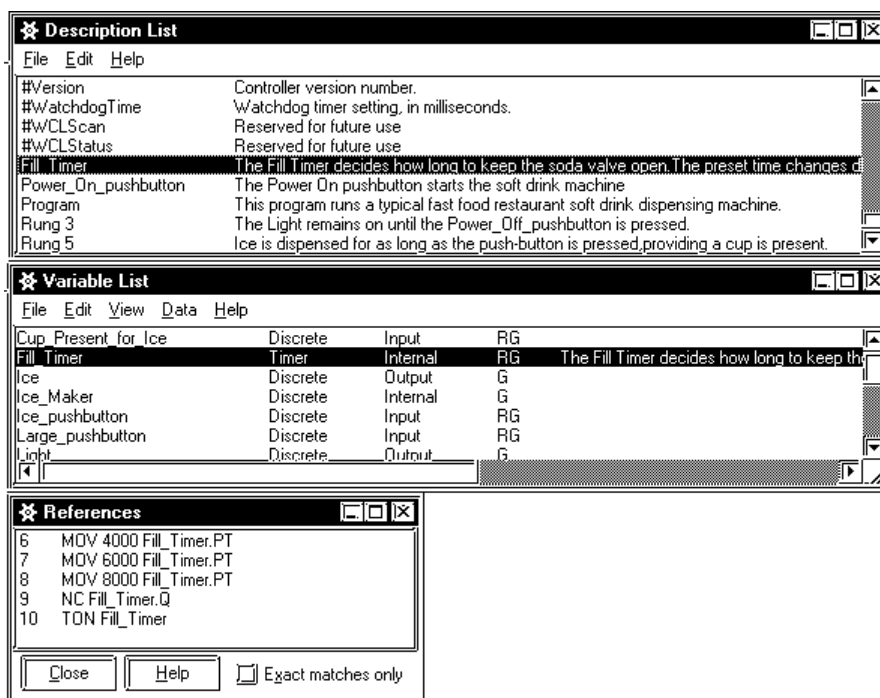 Description List
File Edit Help
#Version Controller version number.
#WatchdogTime Watchdog timer setting, in milliseconds.
#WCLScan Reserved for future use
#WCLStatus Reserved for future use
Fill_Timer The Fill Timer decides how long to keep the soda valve open.The preset time changes d
Power_On_pushbutton The Power On pushbutton starts the soft drink machine
Program This program runs a typical fast food restaurant soft drink dispensing machine.
Rung 3 The Light remains on until the Power_Off_pushbutton is pressed.
Rung 5 Ice is dispensed for as long as the push-button is pressed,providing a cup is present.
Variable List
File Edit View Data Help
Cup_Present_for_Ice Discrete Input RG
Fill_Timer Timer Internal RG The Fill Timer decides how long to keep th
Ice Discrete Output G
Ice_Maker Discrete Internal G
Ice_pushbutton Discrete Input RG
Large_pushbutton Discrete Input RG
Light Discrete Output G
References
6 MOV 4000 Fill_Timer.PT
7 MOV 6000 Fill_Timer.PT
8 MOV 8000 Fill_Timer.PT
9 NC Fill_Timer.Q
10 TON Fill_Timer
Close Help Exact matches only